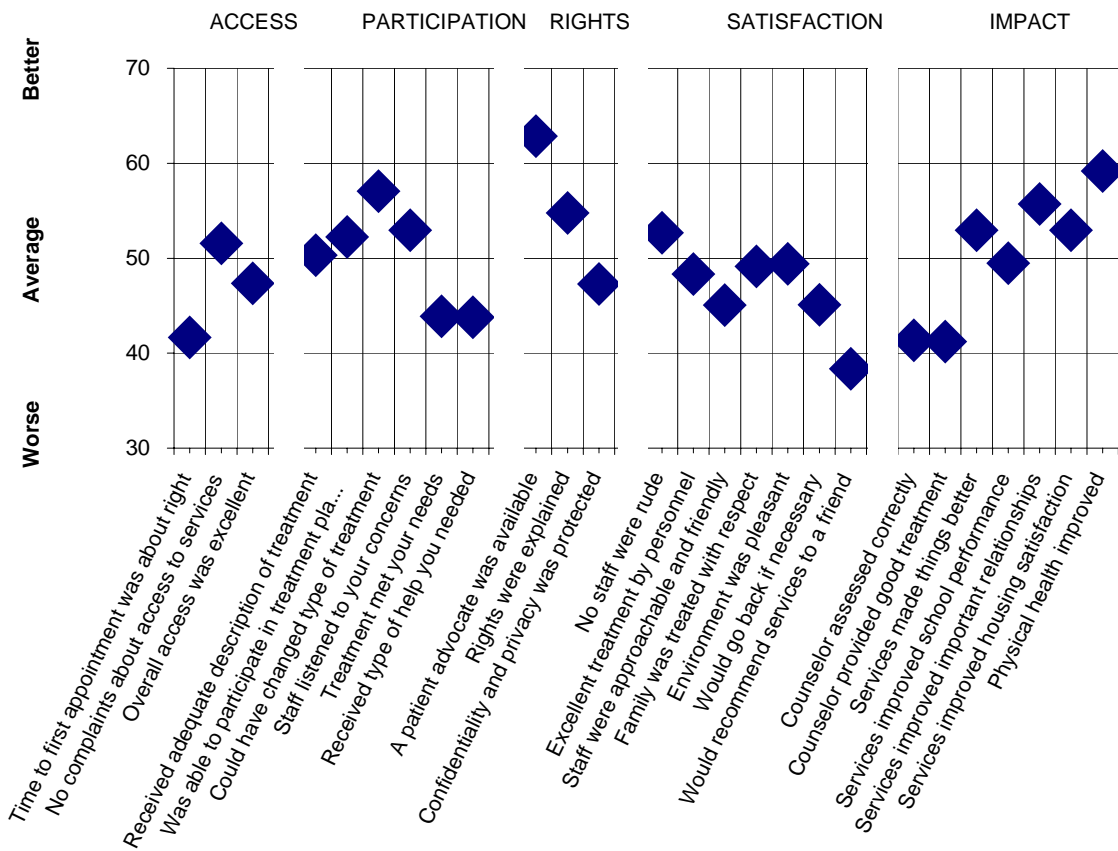 ACCESS
PARTICIPATION
RIGHTS
SATISFACTION
IMPACT
Better
Average
Worse
70
60
50
40
30
Time to first appointment was about right
No complaints about access to services
Overall access was excellent
Received adequate description of treatment
Was able to participate in treatment pla...
Could have changed type of treatment
Staff listened to your concerns
Treatment met your needs
Received type of help you needed
A patient advocate was available
Rights were explained
Confidentiality and privacy was protected
No staff were rude
Excellent treatment by personnel
Staff were approachable and friendly
Family was treated with respect
Environment was pleasant
Would go back if necessary
Would recommend services to a friend
Counselor assessed correctly
Counselor provided good treatment
Services made things better
Services improved school performance
Services improved important relationships
Services improved housing satisfaction
Physical health improved